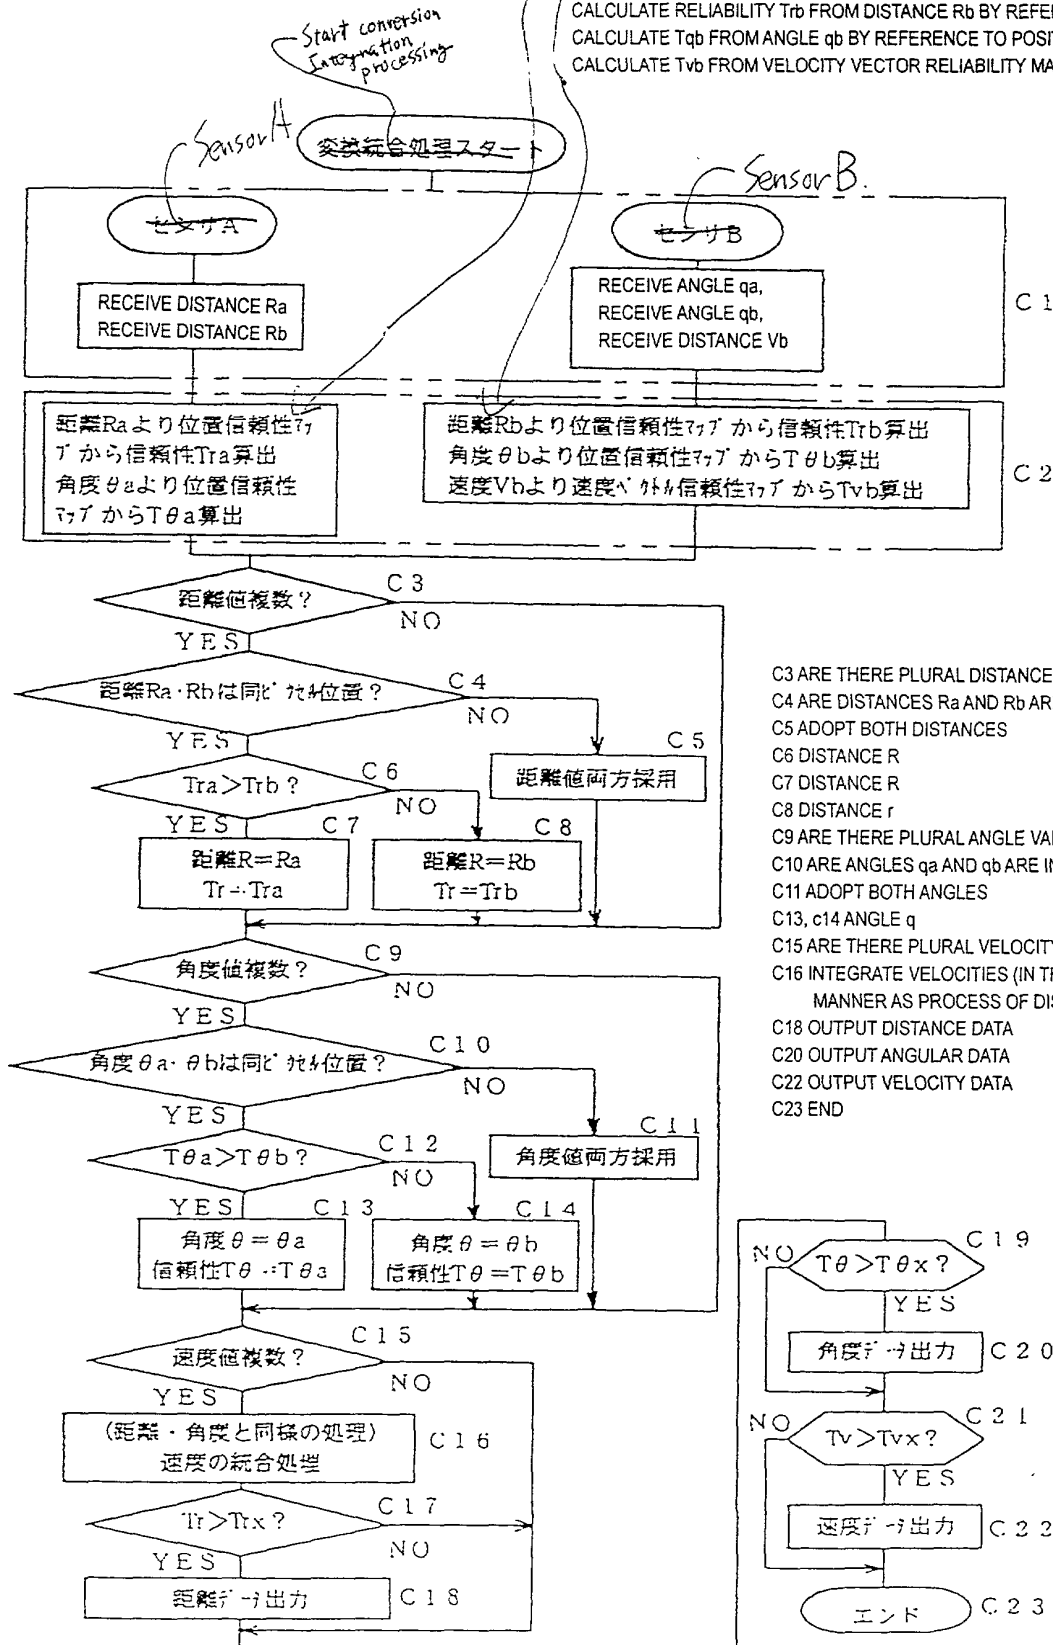 CALCULATE RELIABILITY Trb FROM DISTANCE Rb BY REFE
CALCULATE Tqb FROM ANGLE qb BY REFERENCE TO POSI
CALCULATE Tvb FROM VELOCITY VECTOR RELIABILITY MA
Start conversion
Integration
processing
変換統合処理スタート
Sensor A
Sensor B.
センサA
センサB
RECEIVE DISTANCE Ra
RECEIVE DISTANCE Rb
RECEIVE ANGLE qa,
RECEIVE ANGLE qb,
RECEIVE DISTANCE Vb
C1
距離Raより位置信頼性マッ
プから信頼性Tra算出
角度θaより位置信頼性
マップからTθa算出
距離Rbより位置信頼性マップから信頼性Trb算出
角度θbより位置信頼性マップからTθb算出
速度Vbより速度ベクトル信頼性マップからTvb算出
C2
距離値複数？
C3
NO
YES
距離Ra・Rbは同ピクセル位置？
C4
NO
YES
Tra>Trb？
C6
NO
YES
C5
距離値両方採用
C7
距離R=Ra
Tr=Tra
C8
距離R=Rb
Tr=Trb
C3 ARE THERE PLURAL DISTANCE
C4 ARE DISTANCES Ra AND Rb AR
C5 ADOPT BOTH DISTANCES
C6 DISTANCE R
C7 DISTANCE R
C8 DISTANCE r
C9 ARE THERE PLURAL ANGLE VAL
C10 ARE ANGLES qa AND qb ARE IN
C11 ADOPT BOTH ANGLES
C13, c14 ANGLE q
C15 ARE THERE PLURAL VELOCITY
C16 INTEGRATE VELOCITIES (IN TH
MANNER AS PROCESS OF DIS
C18 OUTPUT DISTANCE DATA
C20 OUTPUT ANGULAR DATA
C22 OUTPUT VELOCITY DATA
C23 END
角度値複数？
C9
NO
YES
角度θa・θbは同ピクセル位置？
C10
NO
YES
Tθa>Tθb？
C12
NO
YES
C11
角度値両方採用
C13
角度θ=θa
信頼性Tθ=Tθa
C14
角度θ=θb
信頼性Tθ=Tθb
速度値複数？
C15
NO
YES
(距離・角度と同様の処理)
速度の統合処理
C16
Tr>Trx？
C17
NO
YES
距離データ出力
C18
NO
Tθ>Tθx？
C19
YES
角度データ出力
C20
NO
Tv>Tvx？
C21
YES
速度データ出力
C22
エンド
C23